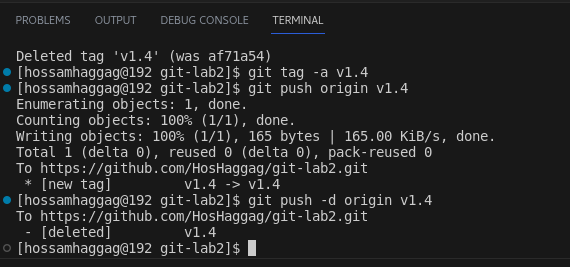 PROBLEMS OUTPUT DEBUG CONSOLE TERMINAL
Deleted tag 'v1.4' (was af71a54)
[hossamhaggag@192 git-lab2]$ git tag -a v1.4
[hossamhaggag@192 git-lab2]$ git push origin v1.4
Enumerating objects: 1, done.
Counting objects: 100% (1/1), done.
Writing objects: 100% (1/1), 165 bytes | 165.00 KiB/s, done.
Total 1 (delta 0), reused 0 (delta 0), pack-reused 0
To https://github.com/HosHaggag/git-lab2.git
 * [new tag]         v1.4 -> v1.4
[hossamhaggag@192 git-lab2]$ git push -d origin v1.4
To https://github.com/HosHaggag/git-lab2.git
 - [deleted]         v1.4
[hossamhaggag@192 git-lab2]$